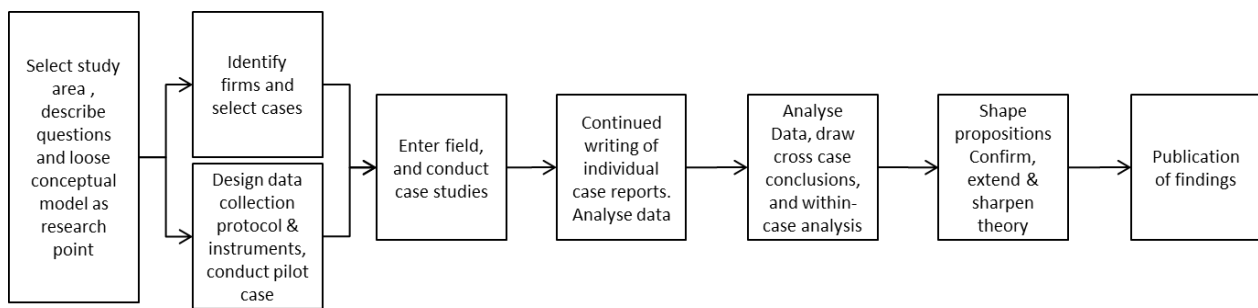 Select study
area , describe
questions
and loose
conceptual
model as
research
point
Identify
firms and
select cases
Design data
collection
protocol &
instruments,
conduct pilot
case
Enter field,
and conduct
case studies
Continued
writing of
individual
case reports.
Analyse data
Analyse
Data, draw
cross case
conclusions,
and within-
case analysis
Shape
propositions
Confirm,
extend &
sharpen
theory
Publication
of findings